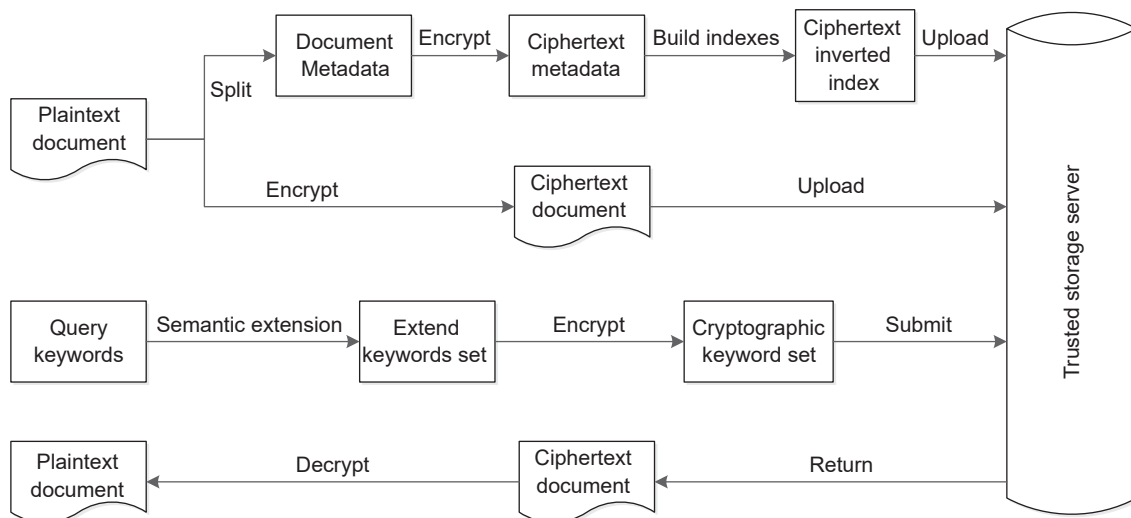 Document
Metadata
Encrypt
Ciphertext
metadata
Build indexes
Ciphertext
inverted
index
Upload
Split
Plaintext
document
Encrypt
Ciphertext
document
Upload
Trusted storage server
Query
keywords
Semantic extension
Extend
keywords set
Encrypt
Cryptographic
keyword set
Submit
Plaintext
document
Decrypt
Ciphertext
document
Return